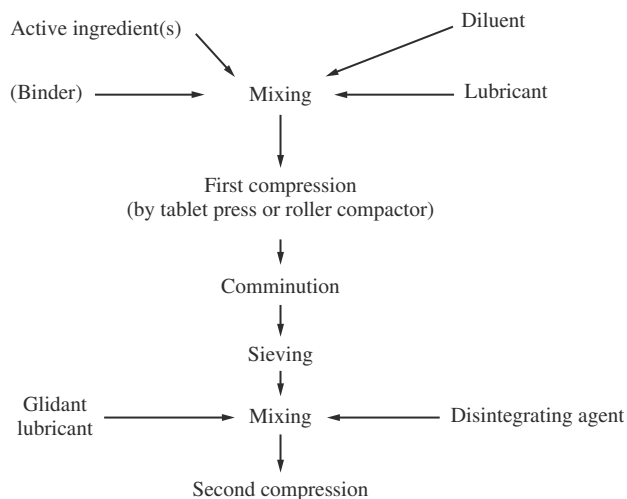 Active ingredient(s)
Diluent
(Binder)
Mixing
Lubricant
First compression
(by tablet press or roller compactor)
Comminution
Sieving
Glidant
lubricant
Mixing
Disintegrating agent
Second compression